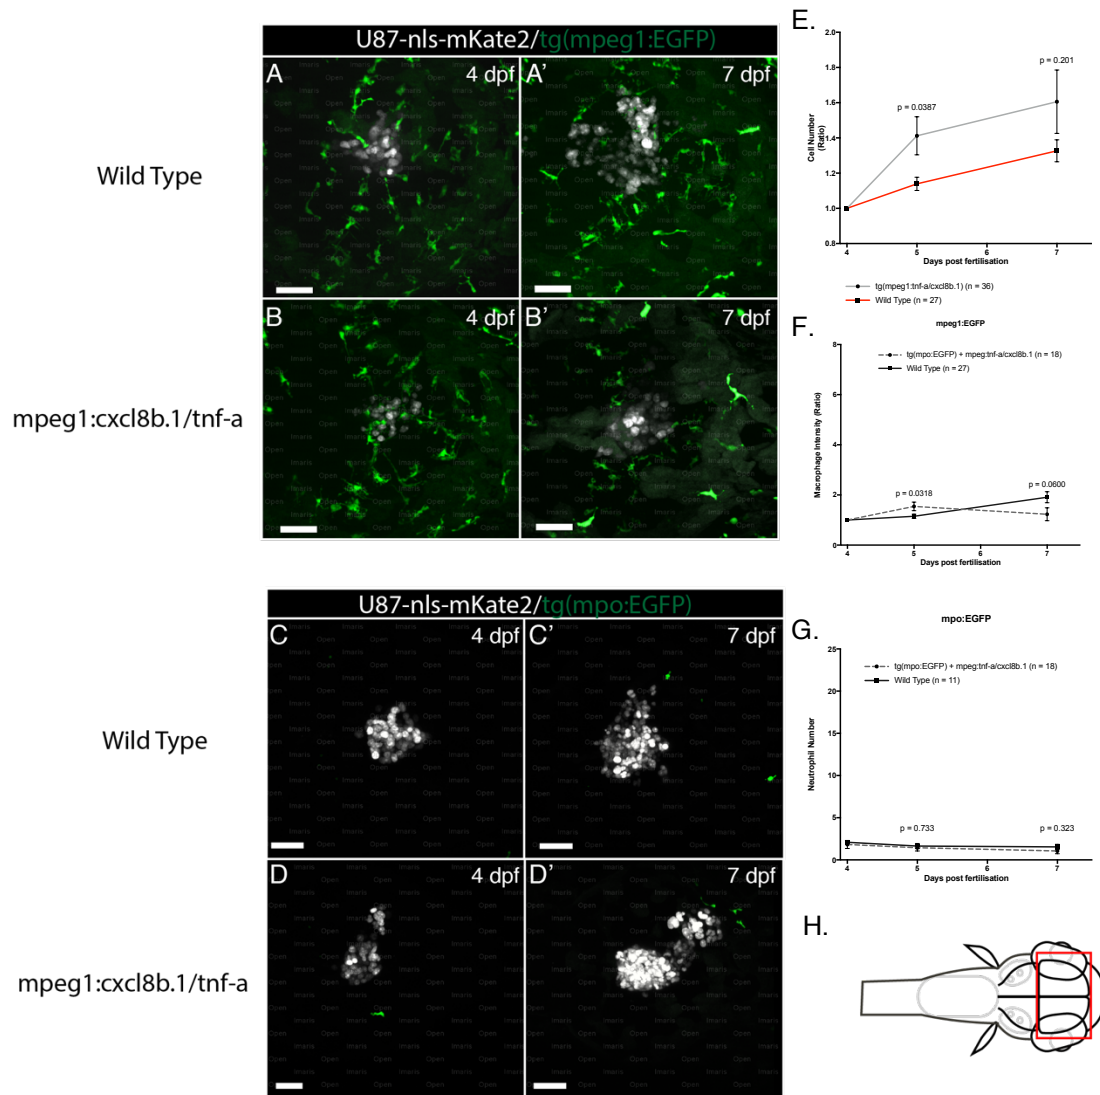 U87-nls-mKate2/tg(mpeg1:EGFP)
A
4 dpf
A’
7 dpf
Wild Type
B
4 dpf
B’
7 dpf
mpeg1:cxcl8b.1/tnf-a
U87-nls-mKate2/tg(mpo:EGFP)
C
4 dpf
C’
7 dpf
Wild Type
D
4 dpf
D’
7 dpf
mpeg1:cxcl8b.1/tnf-a
E.
2.0
1.8
1.6
1.4
1.2
1.0
0.8
Cell Number
(Ratio)
p = 0.0387
p = 0.201
4
5
6
7
Days post fertilisation
tg(mpeg1:tnf-a/cxcl8b.1) (n = 36)
Wild Type (n = 27)
F.
mpeg1:EGFP
8
6
4
2
0
Macrophage Intensity (Ratio)
tg(mpo:EGFP) + mpeg:tnf-a/cxcl8b.1 (n = 18)
Wild Type (n = 27)
p = 0.0318
p = 0.0600
4
5
6
7
Days post fertilisation
G.
mpo:EGFP
25
20
15
10
5
0
Neutrophil Number
tg(mpo:EGFP) + mpeg:tnf-a/cxcl8b.1 (n = 18)
Wild Type (n = 11)
p = 0.733
p = 0.323
4
5
6
7
Days post fertilisation
H.